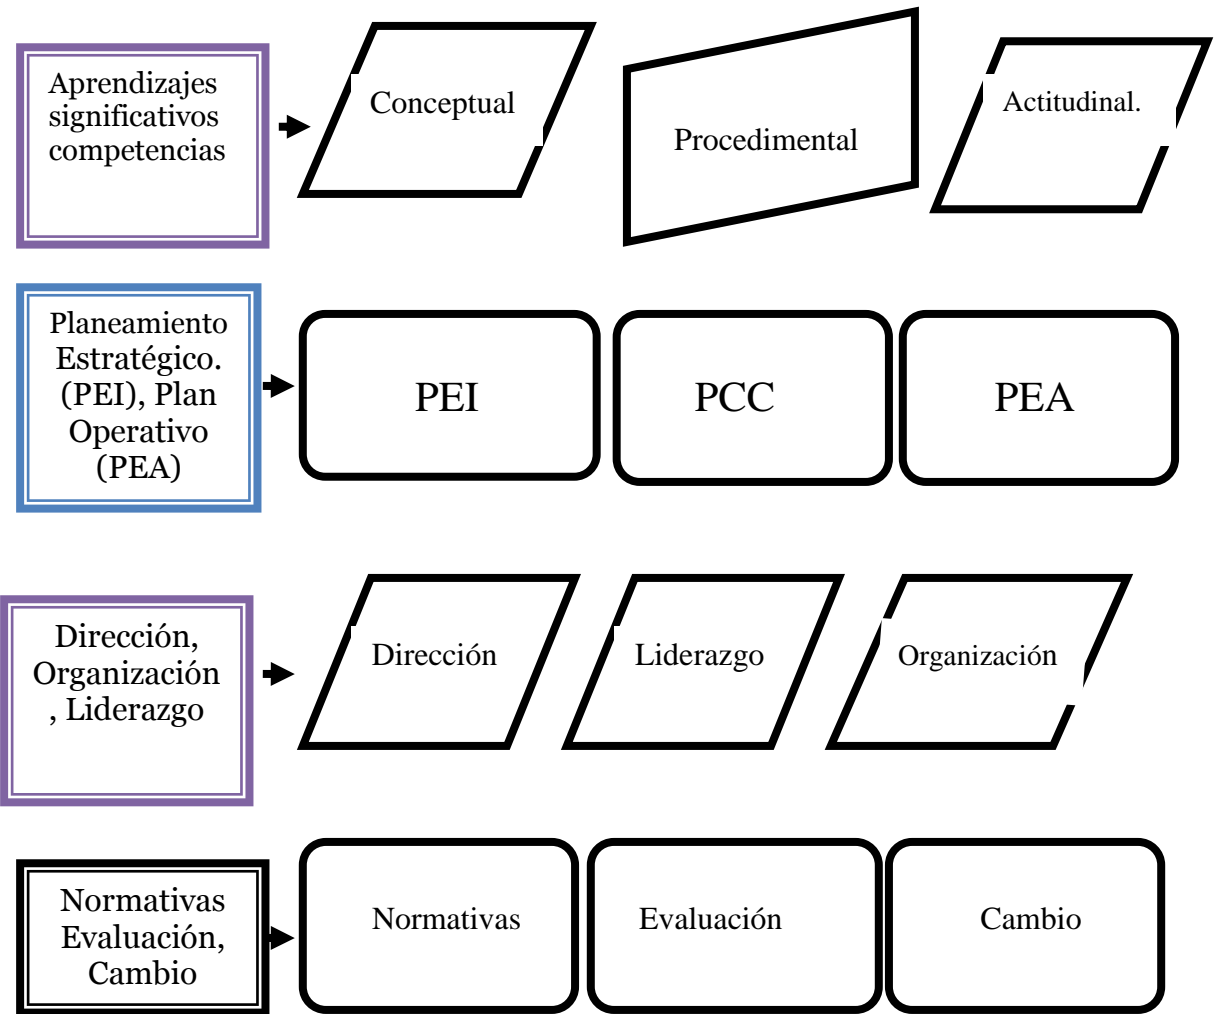 Aprendizajes
significativos
competencias
Conceptual
Procedimental
Actitudinal.
Planeamiento
Estratégico.
(PEI), Plan
Operativo
(PEA)
PEI
PCC
PEA
Dirección,
Organización
, Liderazgo
Dirección
Liderazgo
Organización
Normativas
Evaluación,
Cambio
Normativas
Evaluación
Cambio